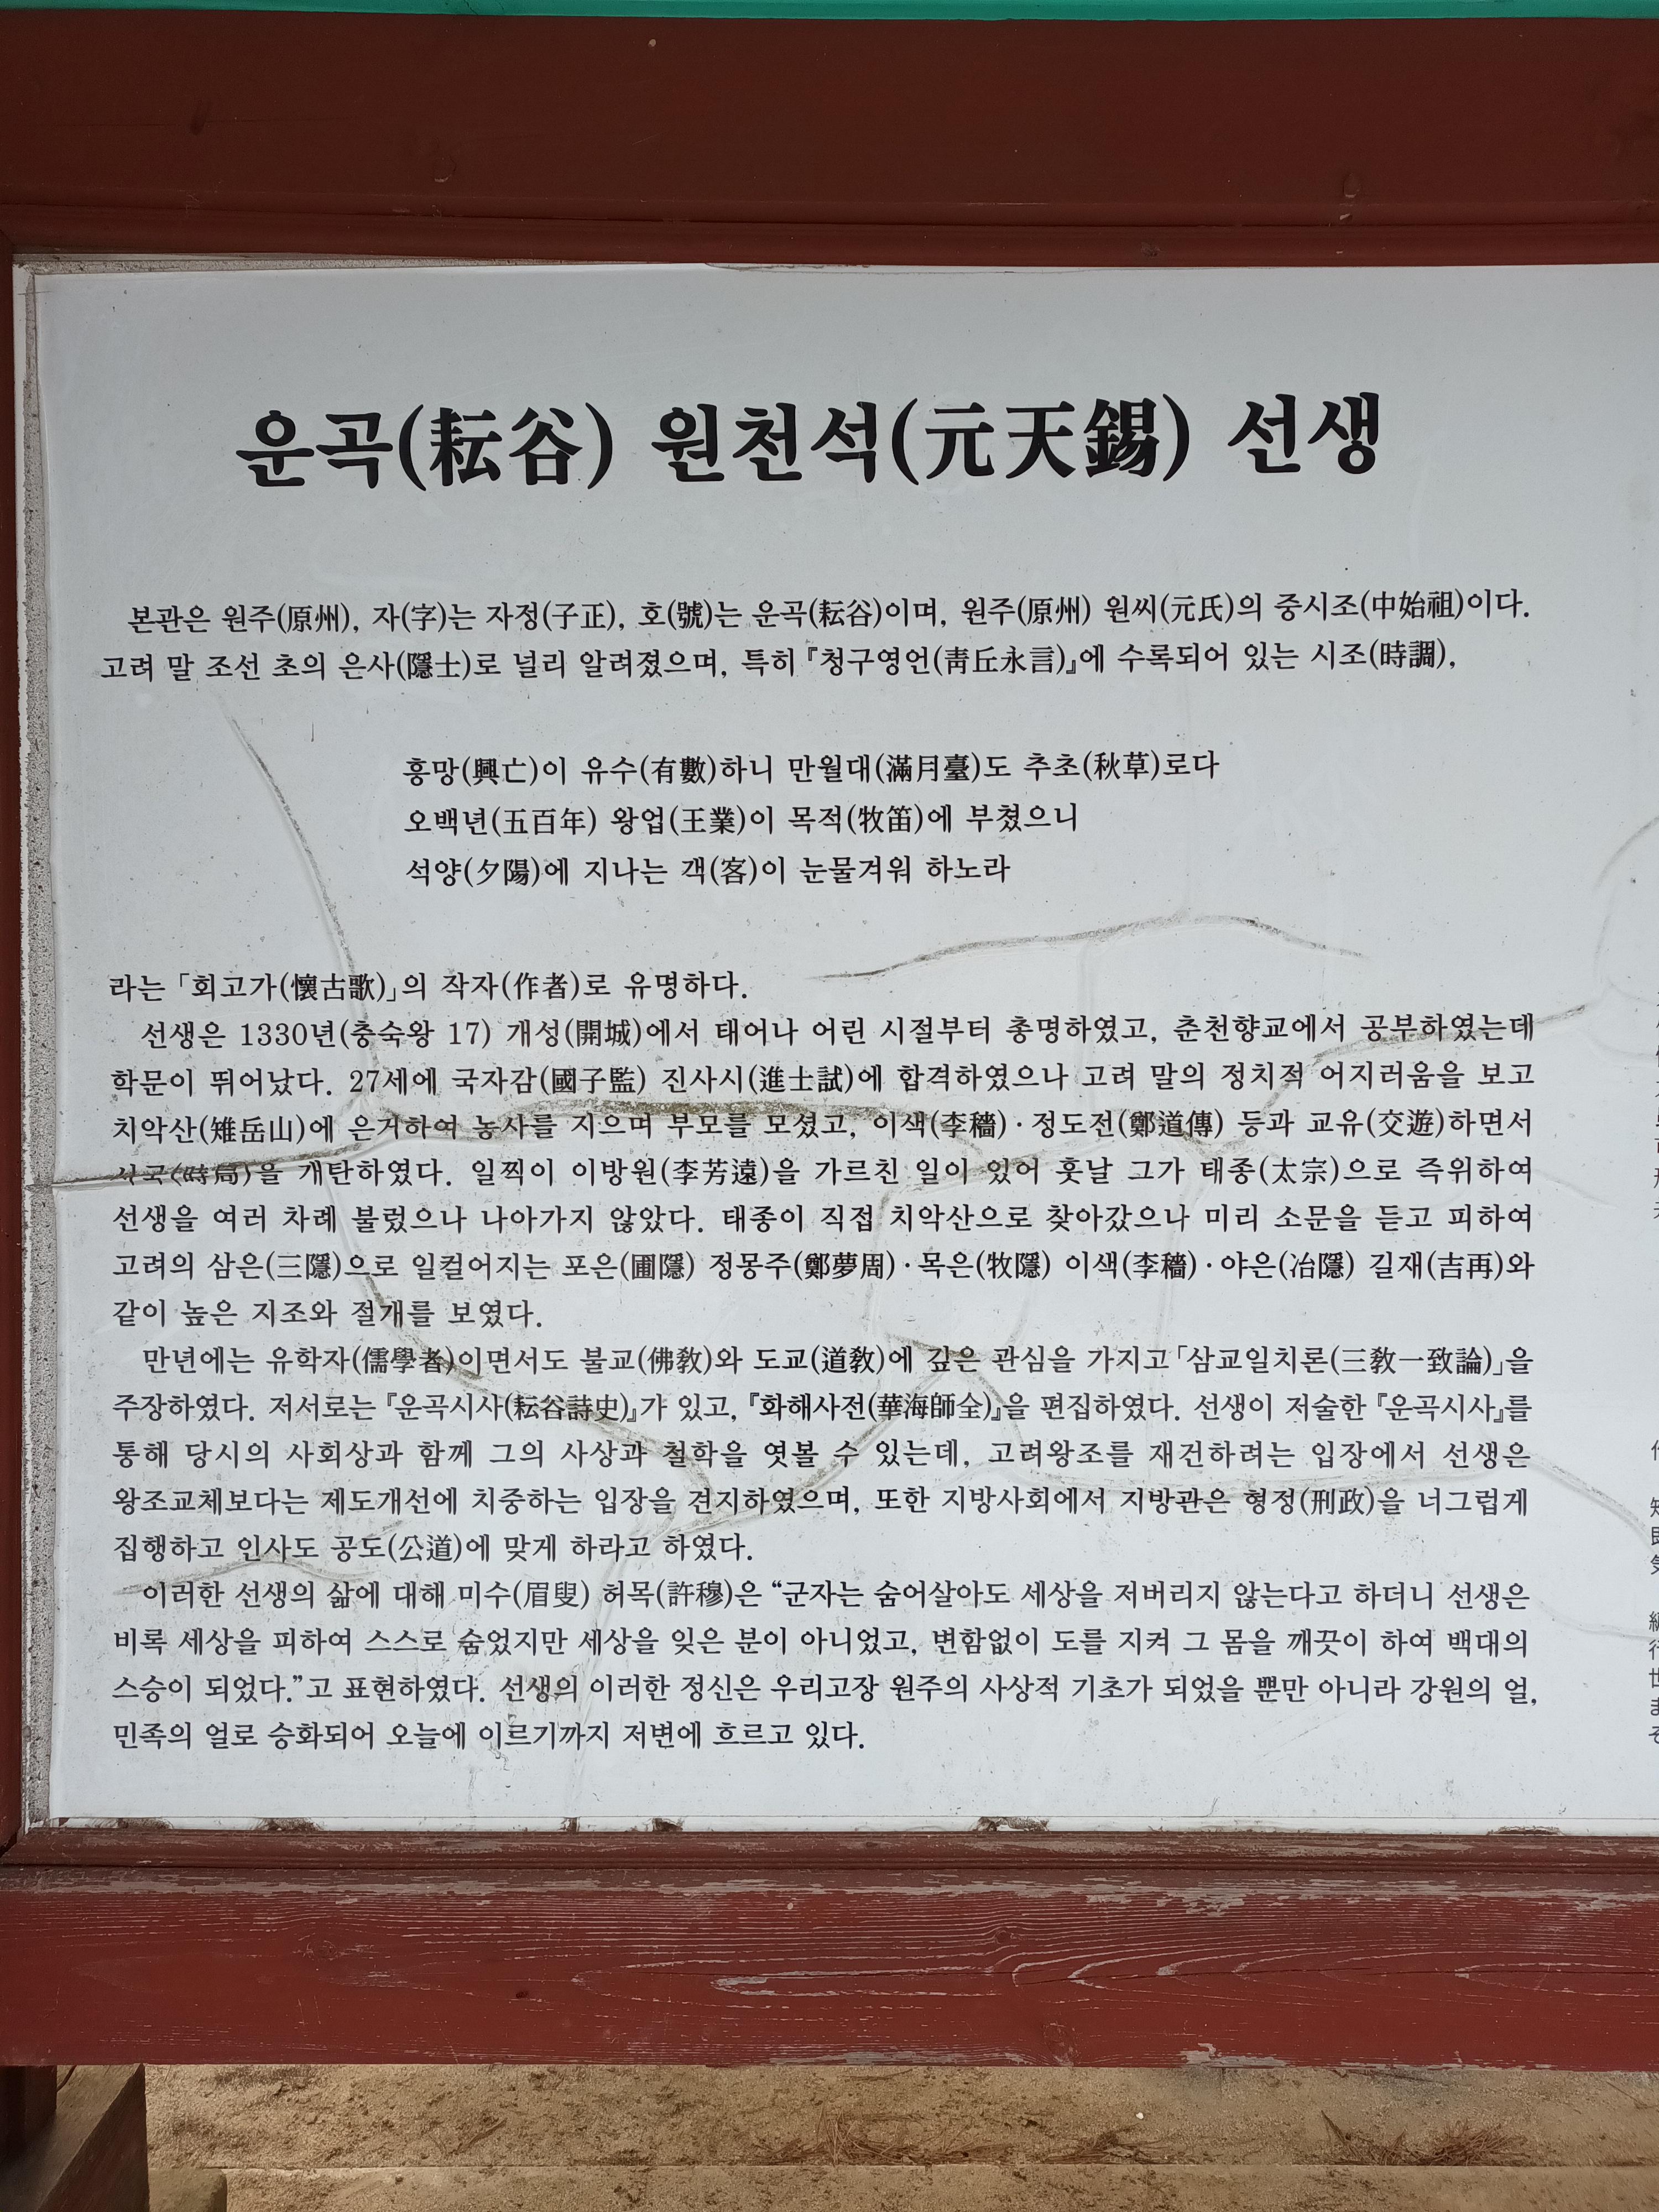 운곡(耘谷) 원천석(元天錫) 선생
본관은 원주(原州), 자(字)는 자정(子正), 호(號)는 운곡(耘谷)이며, 원주(原州) 원씨(元氏)의 중시조(中始祖)이다.
고려 말 조선 초의 은사(隱士)로 널리 알려졌으며, 특히 『청구영언(靑丘永言)』에 수록되어 있는 시조(時調),
흥망(興亡)이 유수(有數)하니 만월대(滿月臺)도 추초(秋草)로다
오백년(五百年) 왕업(王業)이 목적(牧笛)에 부쳤으니
석양(夕陽)에 지나는 객(客)이 눈물겨워 하노라
라는 「회고가(懷古歌)」의 작자(作者)로 유명하다.
선생은 1330년(충숙왕 17) 개성(開城)에서 태어나 어린 시절부터 총명하였고, 춘천향교에서 공부하였는데
학문이 뛰어났다. 27세에 국자감(國子監) 진사시(進士試)에 합격하였으나 고려 말의 정치적 어지러움을 보고
치악산(雉岳山)에 은거하여 농사를 지으며 부모를 모셨고, 이색(李穡)·정도전(鄭道傳) 등과 교유(交遊)하면서
시국(時局)을 개탄하였다. 일찍이 이방원(李芳遠)을 가르친 일이 있어 훗날 그가 태종(太宗)으로 즉위하여
선생을 여러 차례 불렀으나 나아가지 않았다. 태종이 직접 치악산으로 찾아갔으나 미리 소문을 듣고 피하여
고려의 삼은(三隱)으로 일컬어지는 포은(圃隱) 정몽주(鄭夢周)·목은(牧隱) 이색(李穡)·야은(冶隱) 길재(吉再)와
같이 높은 지조와 절개를 보였다.
만년에는 유학자(儒學者)이면서도 불교(佛敎)와 도교(道敎)에 깊은 관심을 가지고 「삼교일치론(三敎一致論)」을
주장하였다. 저서로는 『운곡시사(耘谷詩史)』가 있고, 『화해사전(華海師全)』을 편집하였다. 선생이 저술한 『운곡시사』를
통해 당시의 사회상과 함께 그의 사상과 철학을 엿볼 수 있는데, 고려왕조를 재건하려는 입장에서 선생은
왕조교체보다는 제도개선에 치중하는 입장을 견지하였으며, 또한 지방사회에서 지방관은 형정(刑政)을 너그럽게
집행하고 인사도 공도(公道)에 맞게 하라고 하였다.
이러한 선생의 삶에 대해 미수(眉叟) 허목(許穆)은 “군자는 숨어살아도 세상을 저버리지 않는다고 하더니 선생은
비록 세상을 피하여 스스로 숨었지만 세상을 잊은 분이 아니었고, 변함없이 도를 지켜 그 몸을 깨끗이 하여 백대의
스승이 되었다.”고 표현하였다. 선생의 이러한 정신은 우리고장 원주의 사상적 기초가 되었을 뿐만 아니라 강원의 얼,
민족의 얼로 승화되어 오늘에 이르기까지 저변에 흐르고 있다.